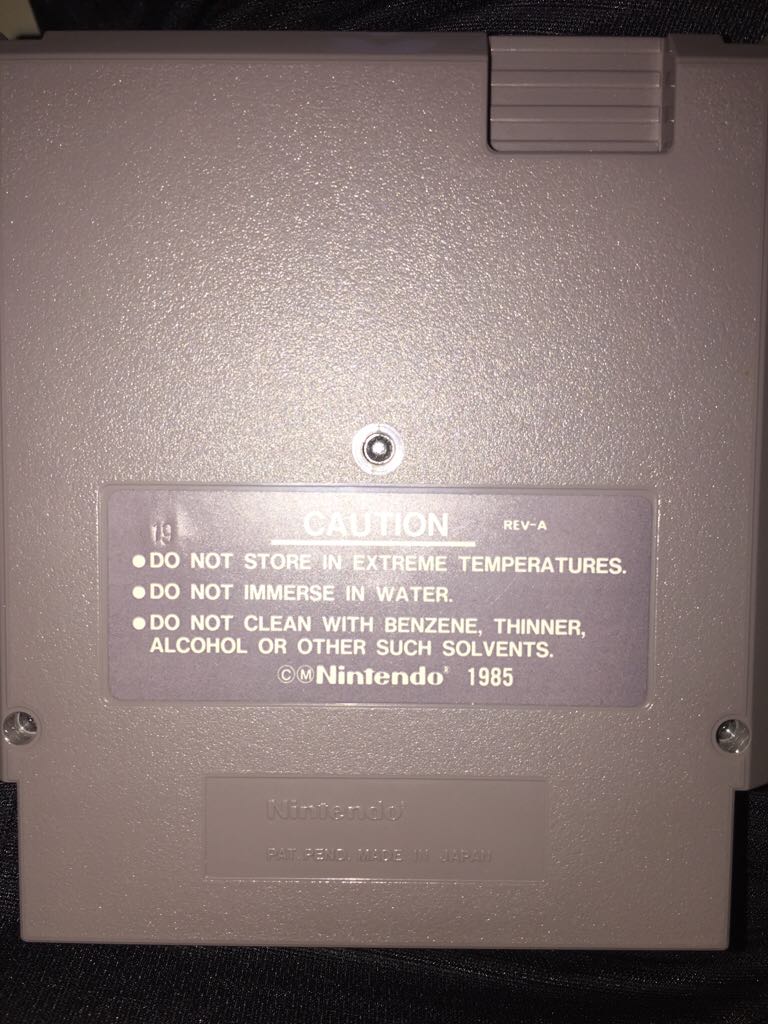 19
CAUTION REV-A
●DO NOT STORE IN EXTREME TEMPERATURES.
●DO NOT IMMERSE IN WATER.
●DO NOT CLEAN WITH BENZENE, THINNER,
ALCOHOL OR OTHER SUCH SOLVENTS.
©ⓂNintendo® 1985
Nintendo®
PAT. PEND. MADE IN JAPAN